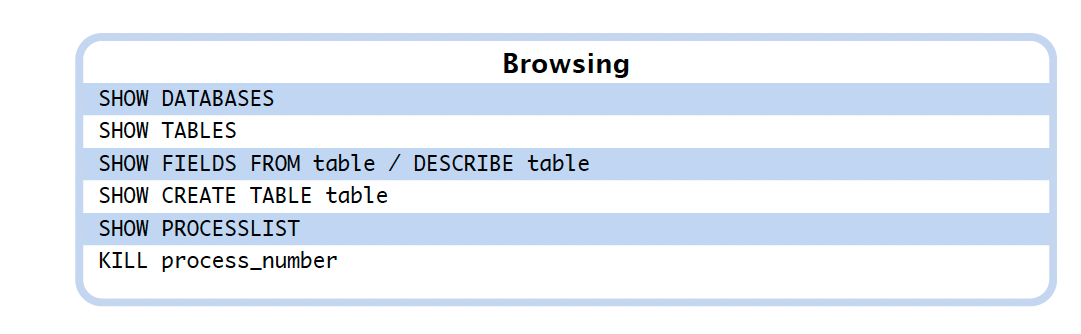 Browsing
SHOW DATABASES
SHOW TABLES
SHOW FIELDS FROM table / DESCRIBE table
SHOW CREATE TABLE table
SHOW PROCESSLIST
KILL process_number